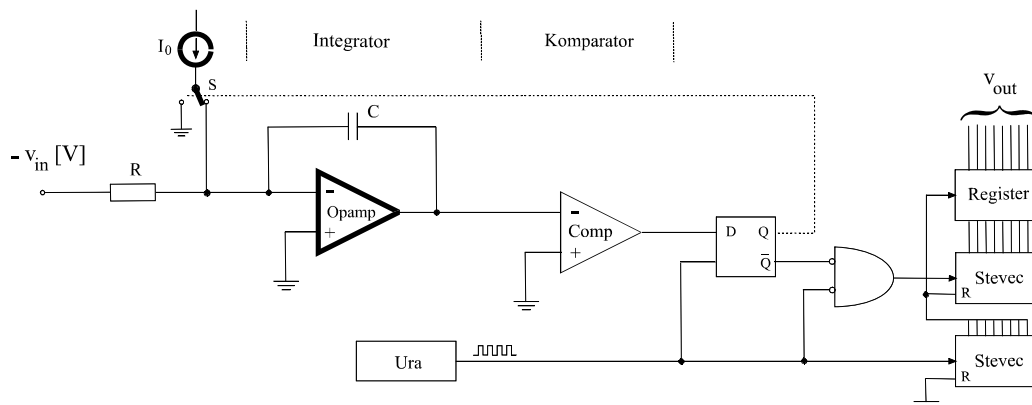 I0
Integrator
Komparator
S
Vout
C
- vin [V]
R
-
Opamp
+
-
Comp
+
D Q
Q̅
Register
Stevec
R
Ura
Stevec
R